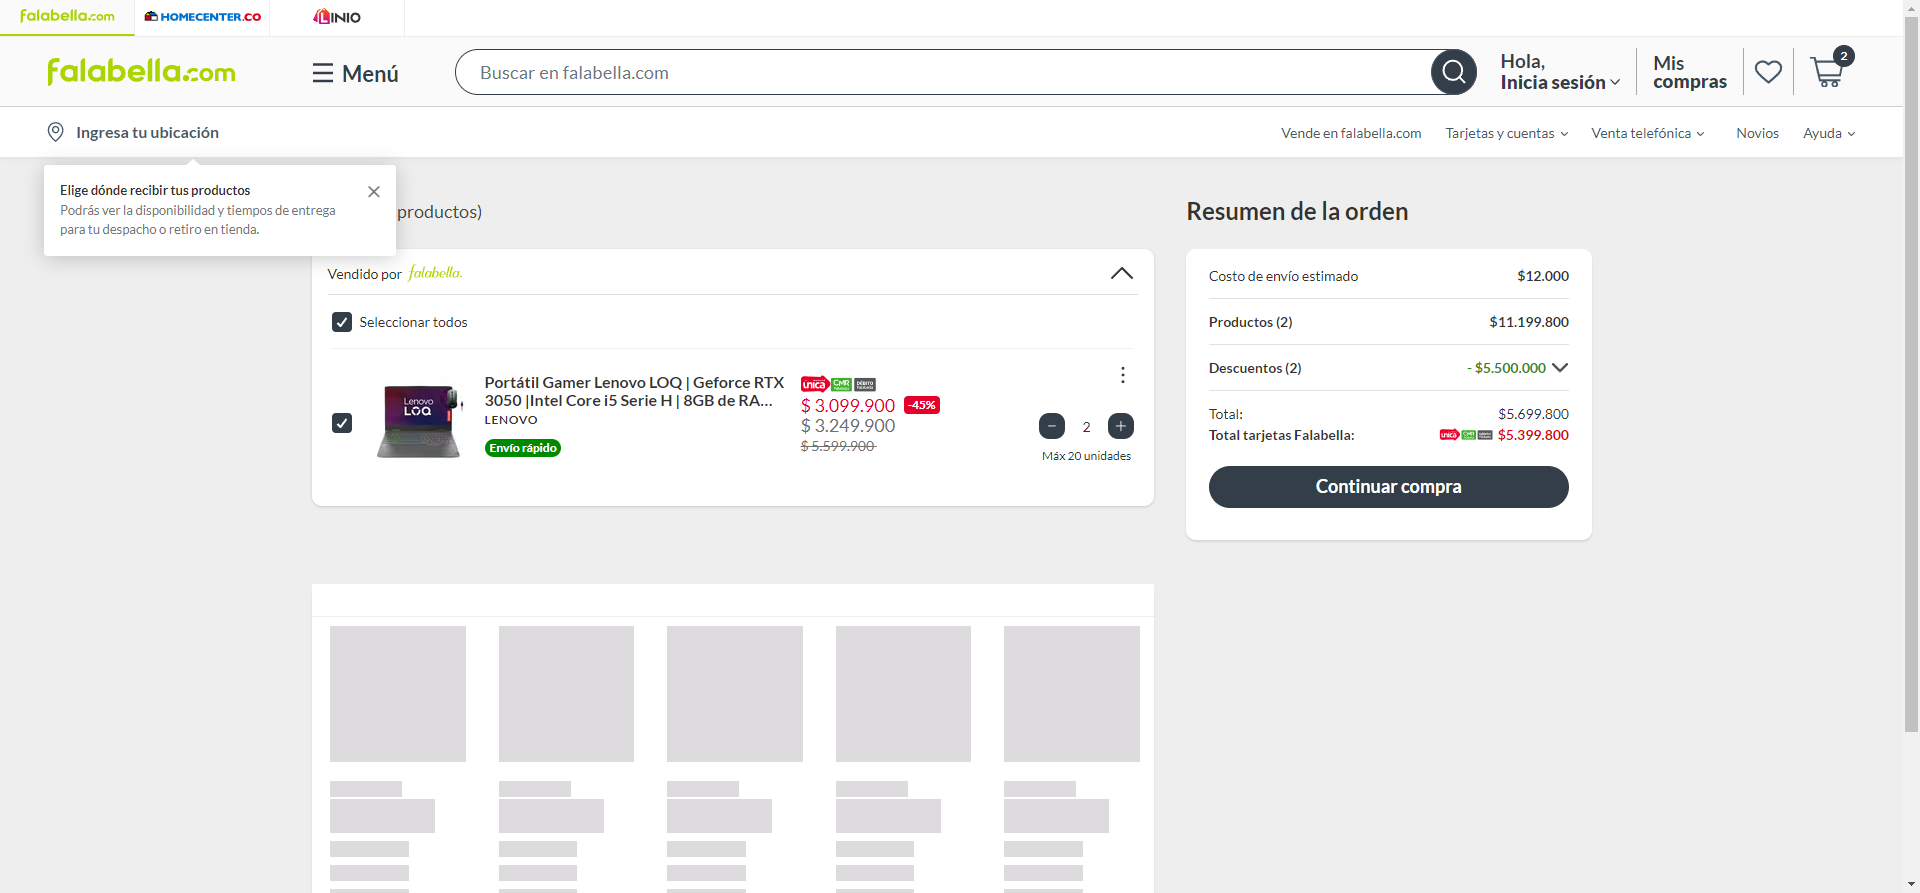 falabella.com
HOMECENTER.CO
LINIO
falabella.com
Menú
Buscar en falabella.com
Hola,
Inicia sesión
Mis
compras
2
Ingresa tu ubicación
Vende en falabella.com
Tarjetas y cuentas
Venta telefónica
Novios
Ayuda
Elige dónde recibir tus productos
Podrás ver la disponibilidad y tiempos de entrega
para tu despacho o retiro en tienda.
productos)
Vendido por falabella.
Seleccionar todos
Lenovo
LOQ
Portátil Gamer Lenovo LOQ | Geforce RTX
3050 |Intel Core i5 Serie H | 8GB de RA...
LENOVO
Envío rápido
única CMR
$ 3.099.900 -45%
$ 3.249.900
$ 5.599.900
2
Máx 20 unidades
Resumen de la orden
Costo de envío estimado $12.000
Productos (2) $11.199.800
Descuentos (2) - $5.500.000
Total: $5.699.800
Total tarjetas Falabella: $5.399.800
Continuar compra